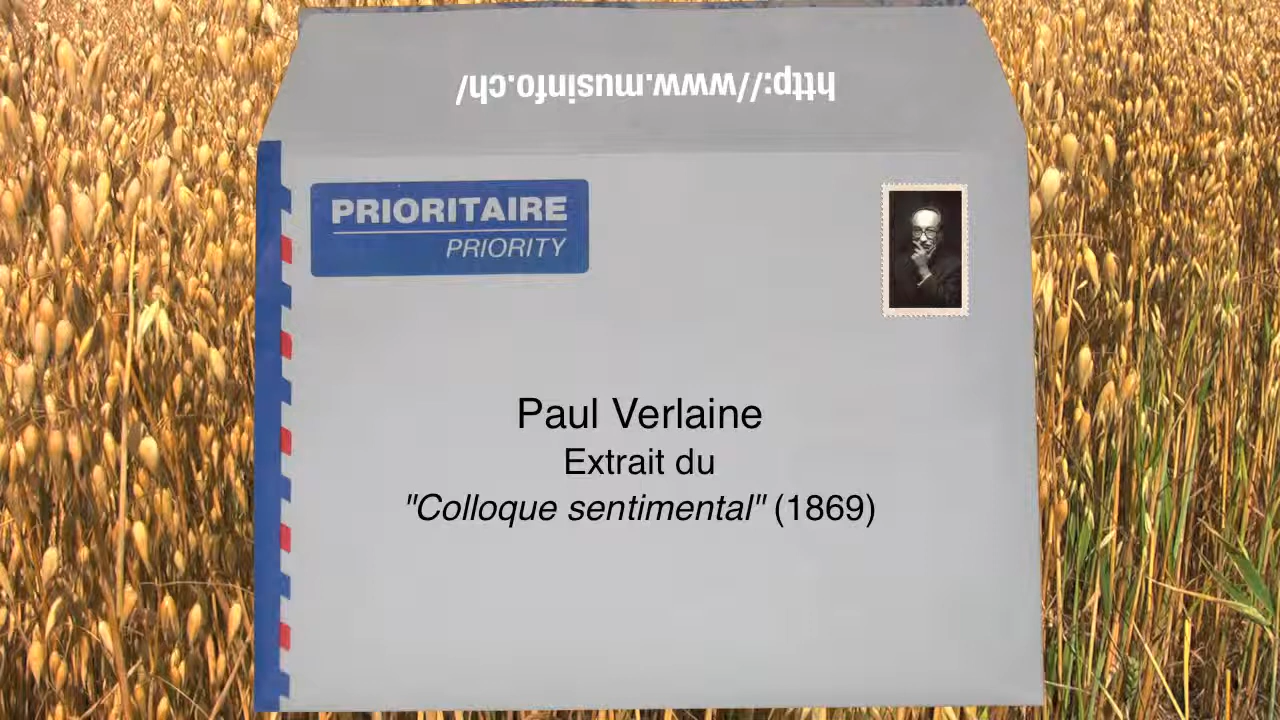 http://www.musinfo.ch/
PRIORITAIRE
PRIORITY
Paul Verlaine
Extrait du
"Colloque sentimental" (1869)